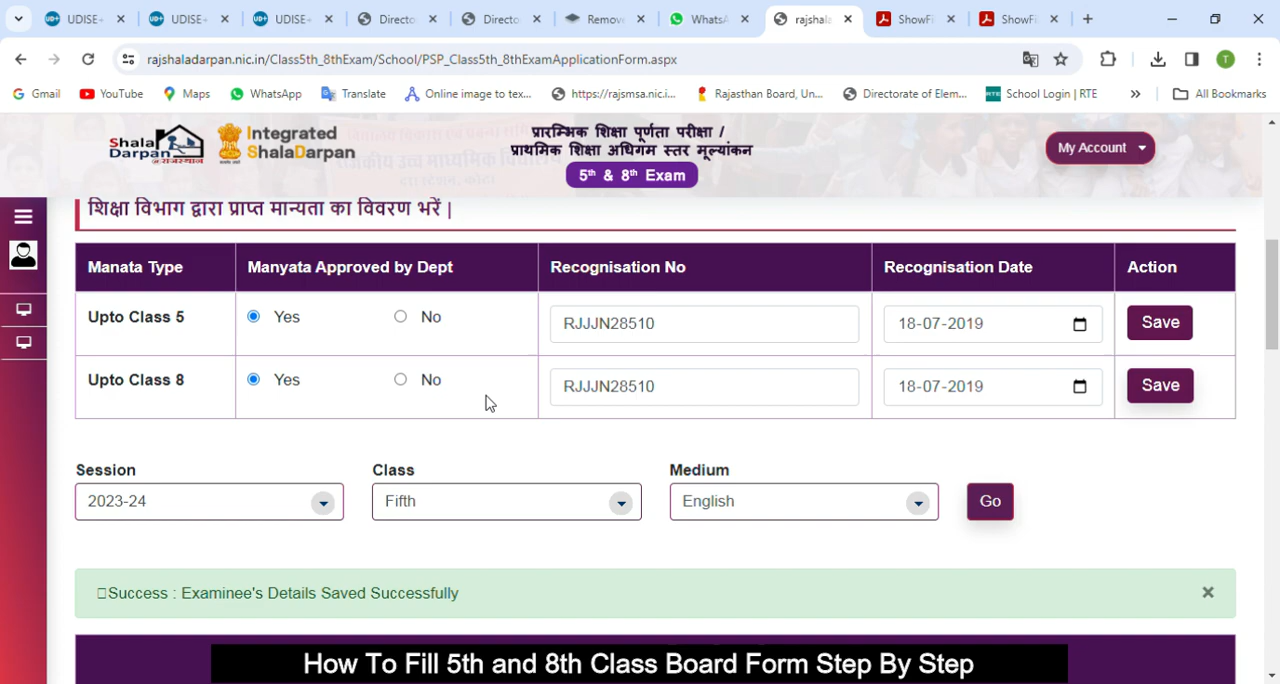 UDISE+
UDISE+
UDISE+
Directo
Directo
Remove
WhatsA
rajshala
ShowFi
ShowFi
rajshaladarpan.nic.in/Class5th_8thExam/School/PSP_Class5th_8thExamApplicationForm.aspx
T
Gmail
YouTube
Maps
WhatsApp
Translate
Online image to tex...
https://rajsmsa.nic.i...
Rajasthan Board, Un...
Directorate of Elem...
School Login | RTE
»
All Bookmarks
Shala Darpan
Integrated ShalaDarpan
प्रारम्भिक शिक्षा पूर्णता परीक्षा /
प्राथमिक शिक्षा अधिगम स्तर मूल्यांकन
5th & 8th Exam
My Account
शिक्षा विभाग द्वारा प्राप्त मान्यता का विवरण भरें |
Manata Type Manyata Approved by Dept Recognisation No Recognisation Date Action
Upto Class 5 Yes No RJJJN28510 18-07-2019 Save
Upto Class 8 Yes No RJJJN28510 18-07-2019 Save
Session Class Medium
2023-24 Fifth English Go
Success : Examinee's Details Saved Successfully ×
How To Fill 5th and 8th Class Board Form Step By Step